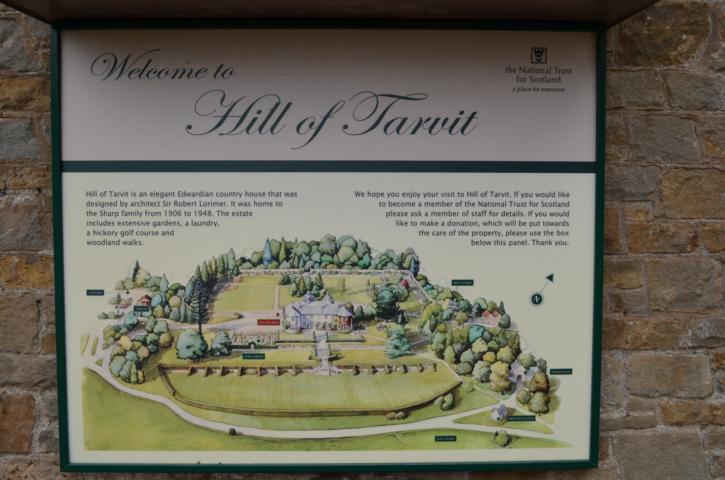 Welcome to
Hill of Tarvit
the National Trust
for Scotland
a place for everyone
Hill of Tarvit is an elegant Edwardian country house that was
designed by architect Sir Robert Lorimer. It was home to
the Sharp family from 1906 to 1948. The estate
includes extensive gardens, a laundry,
a hickory golf course and
woodland walks.
We hope you enjoy your visit to Hill of Tarvit. If you would like
to become a member of the National Trust for Scotland
please ask a member of staff for details. If you would
like to make a donation, which will be put towards
the care of the property, please use the box
below this panel. Thank you.
N